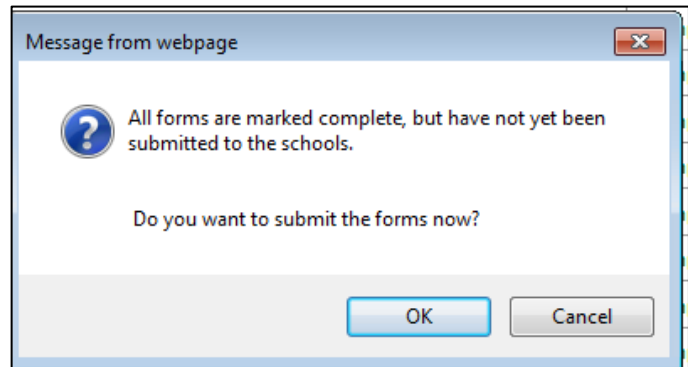 Message from webpage
All forms are marked complete, but have not yet been
submitted to the schools.
Do you want to submit the forms now?
OK
Cancel